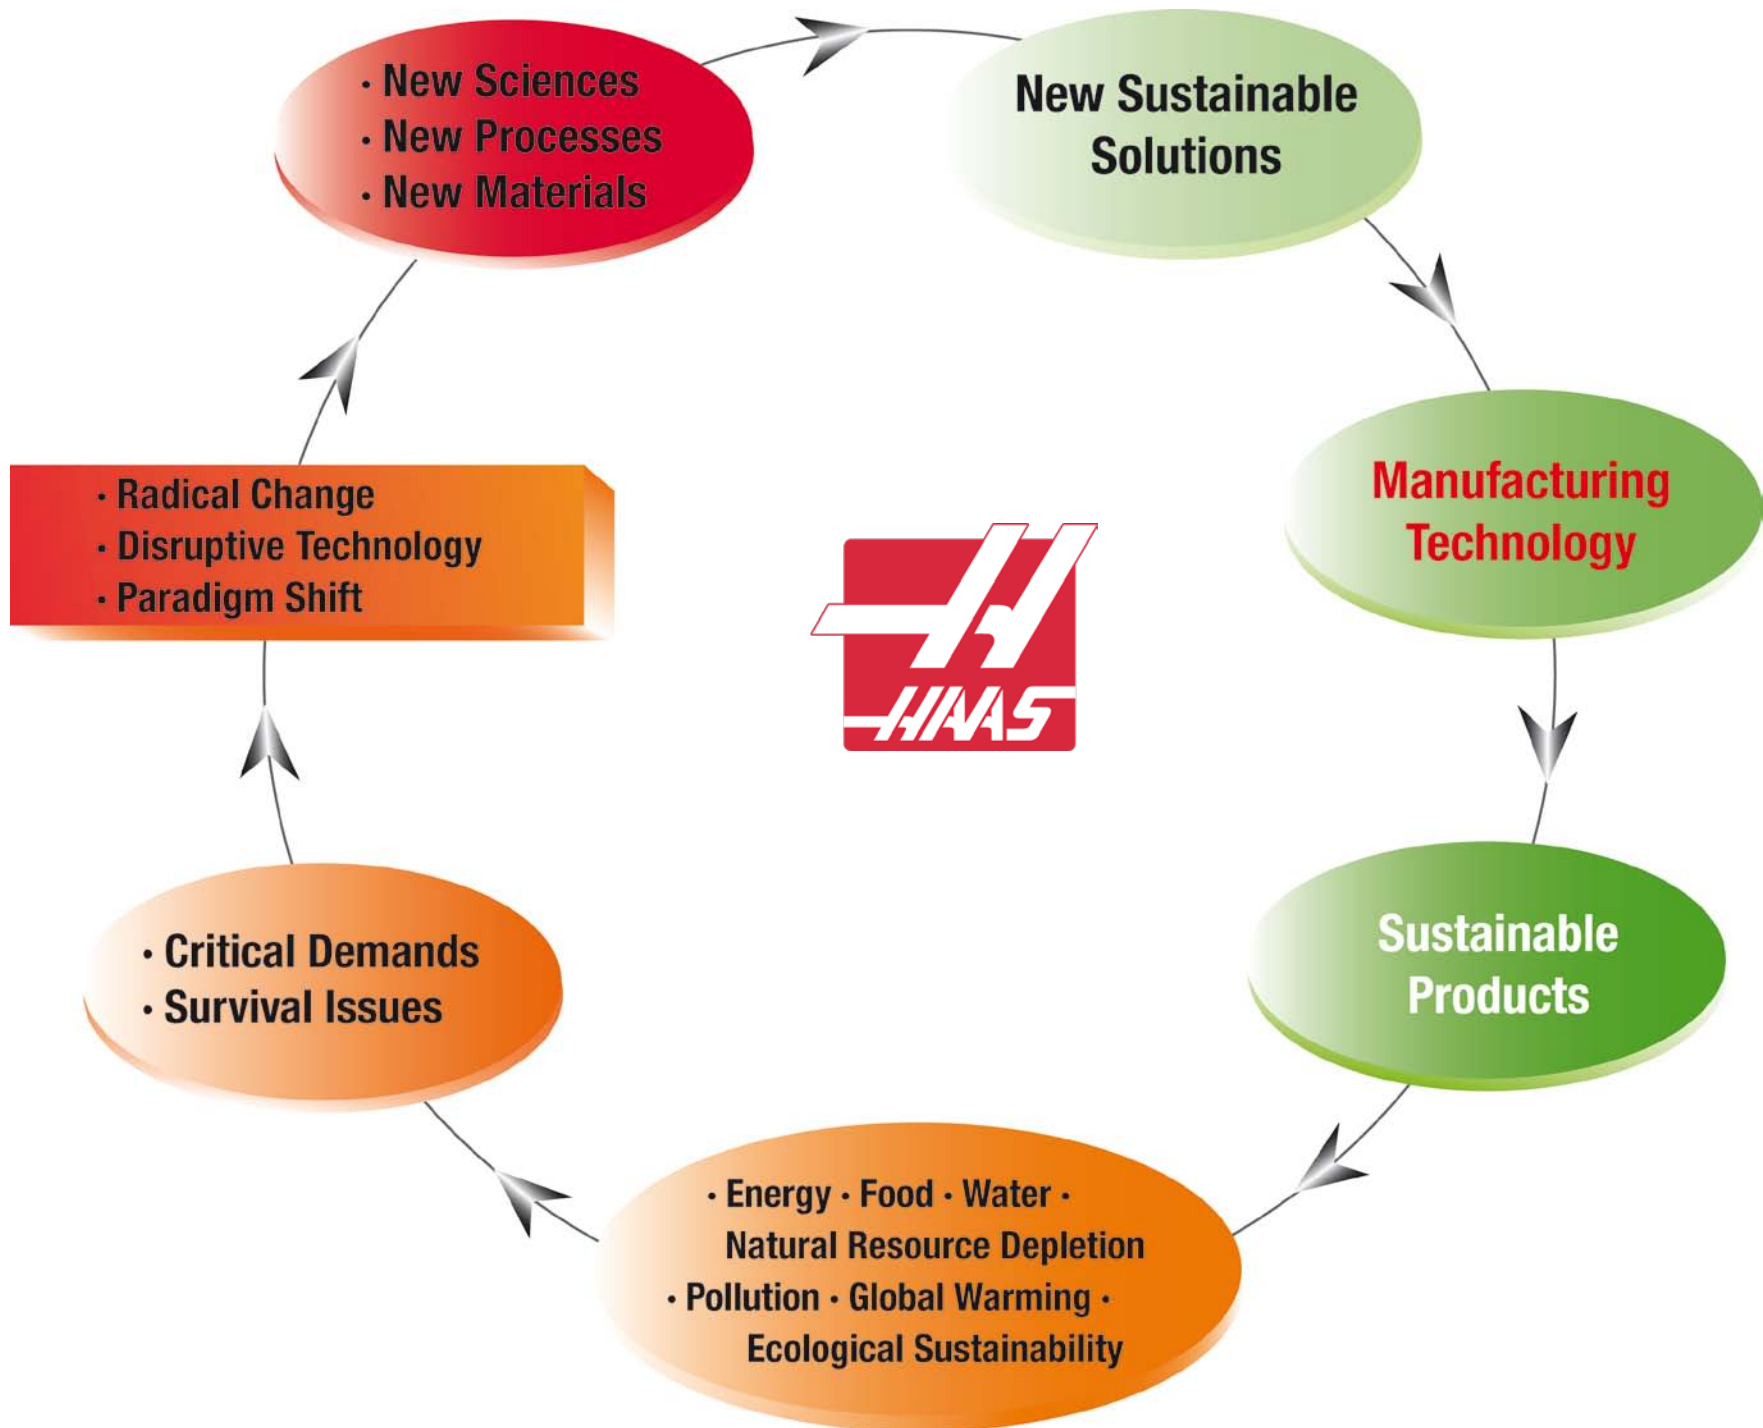 · New Sciences
· New Processes
· New Materials
New Sustainable
Solutions
Manufacturing
Technology
· Radical Change
· Disruptive Technology
· Paradigm Shift
HAAS
Sustainable
Products
· Critical Demands
· Survival Issues
· Energy · Food · Water ·
Natural Resource Depletion
· Pollution · Global Warming ·
Ecological Sustainability